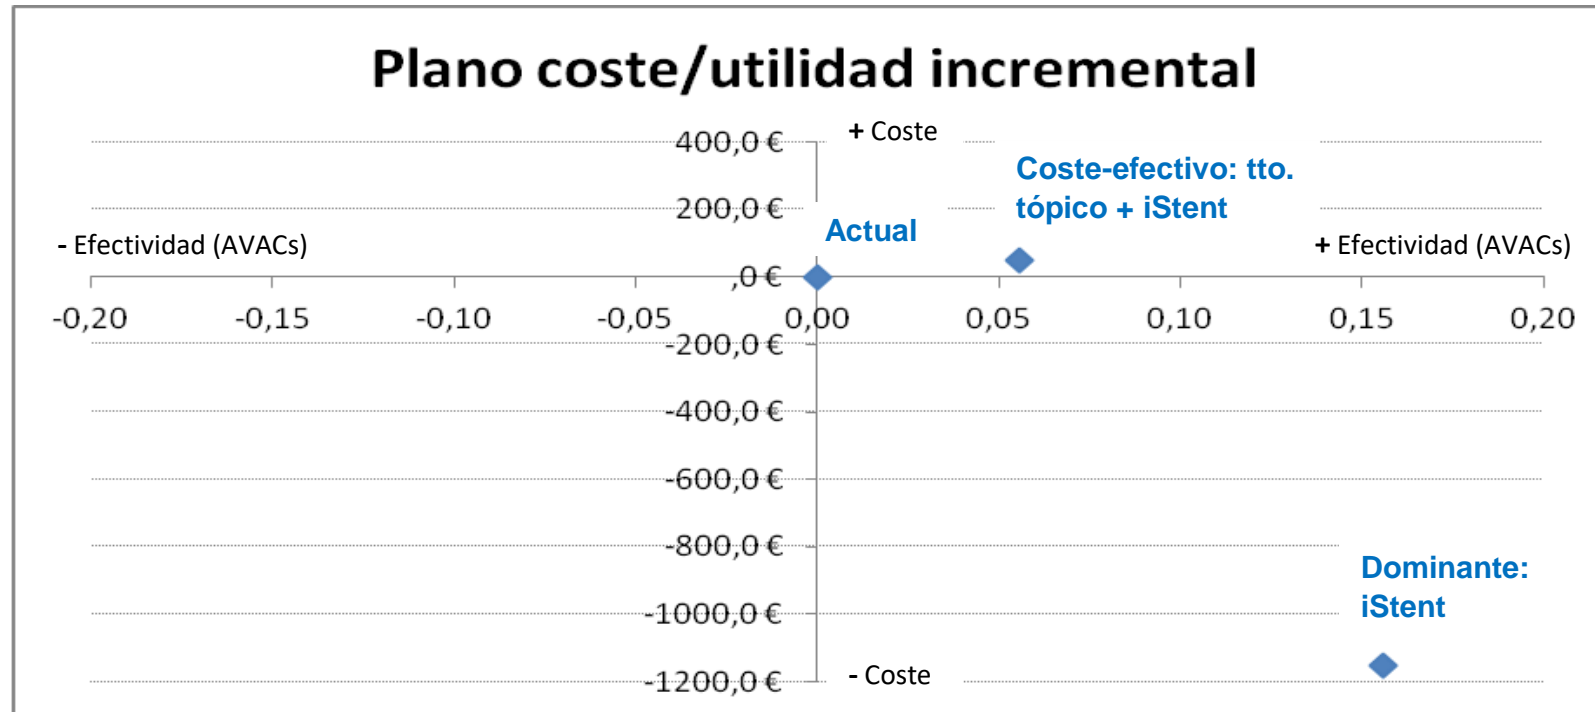 Plano coste/utilidad incremental
+ Coste
400,0 €
Coste-efectivo: tto.
tópico + iStent
200,0 €
Actual
- Efectividad (AVACs)
+ Efectividad (AVACs)
,0 €
-0,20 -0,15 -0,10 -0,05 0,00 0,05 0,10 0,15 0,20
-200,0 €
-400,0 €
-600,0 €
-800,0 €
Dominante:
iStent
-1000,0 €
-1200,0 €
- Coste